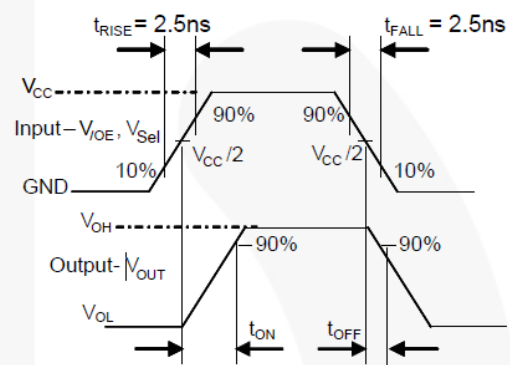 tRISE = 2.5ns
tFALL = 2.5ns
VCC
90%
90%
Input– V/OE, VSel
VCC/2
VCC/2
10%
10%
GND
VOH
90%
90%
Output- VOUT
VOL
tON
tOFF